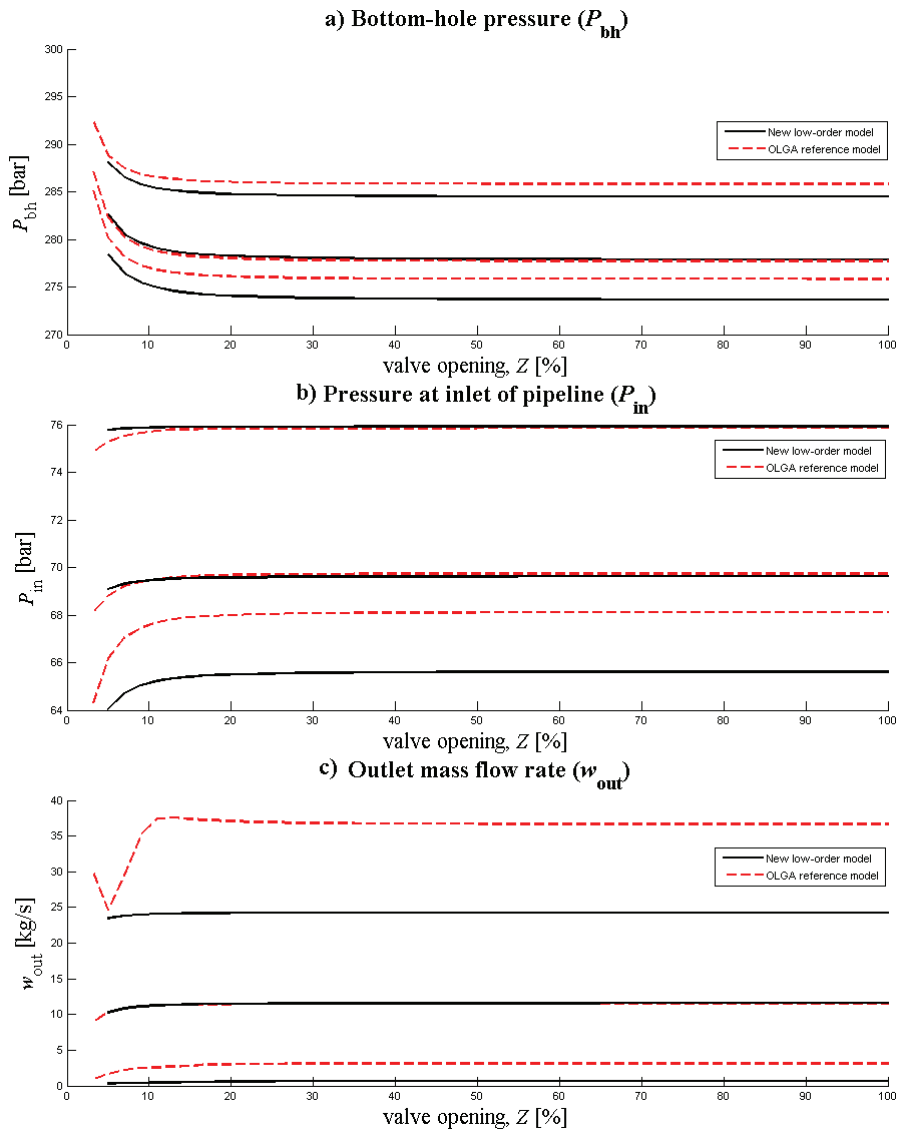 a) Bottom-hole pressure (Pbh)
300
295
290
285
280
275
270
Pbh [bar]
New low-order model
OLGA reference model
0 10 20 30 40 50 60 70 80 90 100
valve opening, Z [%]
b) Pressure at inlet of pipeline (Pin)
76
74
72
70
68
66
64
Pin [bar]
New low-order model
OLGA reference model
0 10 20 30 40 50 60 70 80 90 100
valve opening, Z [%]
c) Outlet mass flow rate (wout)
40
35
30
25
20
15
10
5
0
wout [kg/s]
New low-order model
OLGA reference model
0 10 20 30 40 50 60 70 80 90 100
valve opening, Z [%]